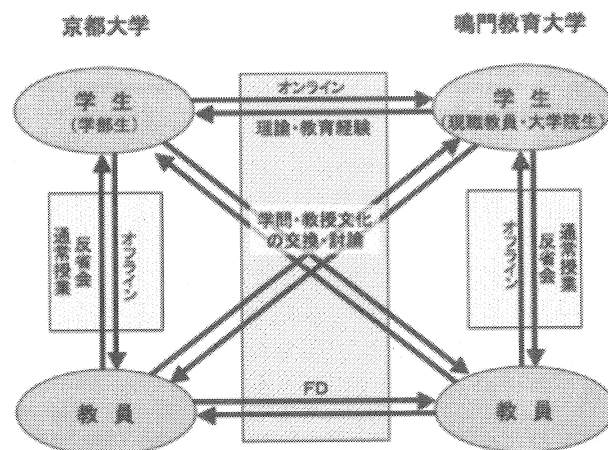 京都大学
鳴門教育大学
学生
(学部生)
オンライン
理論・教育経験
学生
(現職教員・大学院生)
学問・教授文化
の交換・討論
通常授業
反省会
オフライン
オフライン
反省会
通常授業
教員
FD
教員